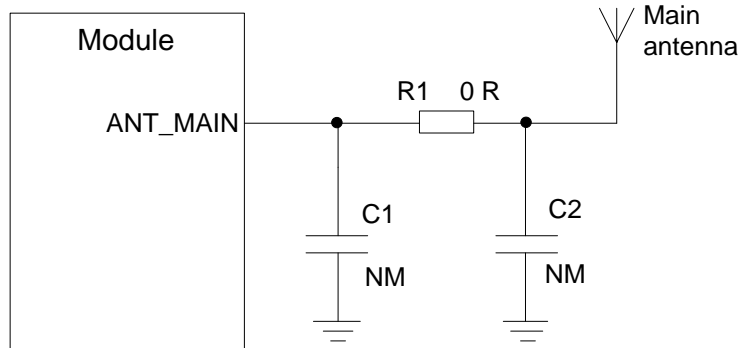 Module
Main
antenna
R1 0 R
ANT_MAIN
C1
NM
C2
NM